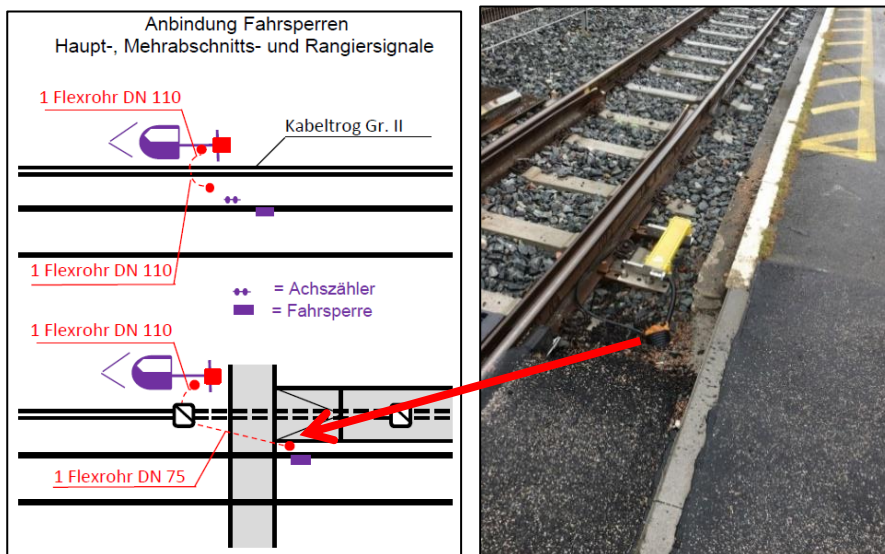 Anbindung Fahrsperren
Haupt-, Mehrabschnitts- und Rangiersignale
1 Flexrohr DN 110
Kabeltrog Gr. II
1 Flexrohr DN 110
= Achszähler
= Fahrsperre
1 Flexrohr DN 110
1 Flexrohr DN 75